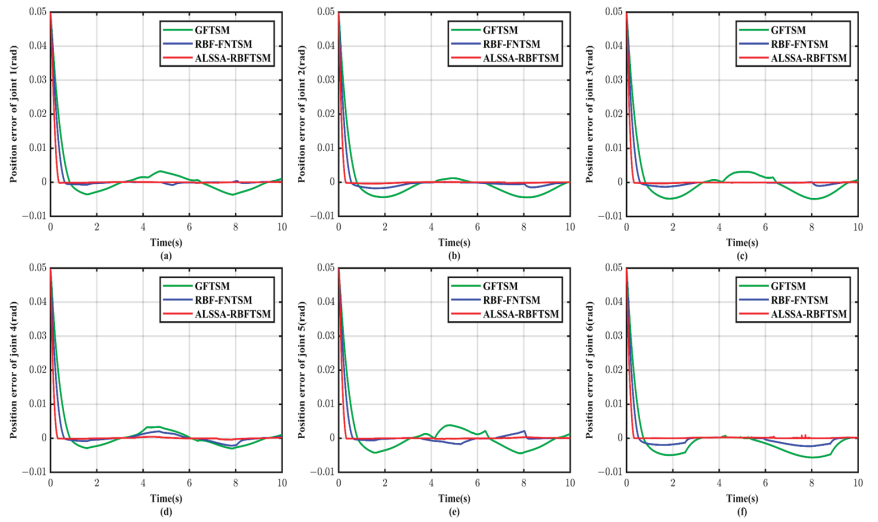 0.05
0.04
0.03
0.02
0.01
0
−0.01
Position error of joint 1(rad)
GFTSM
RBF-FNTSM
ALSSA-RBFTSM
0 2 4 6 8 10
Time(s)
(a)
0.05
0.04
0.03
0.02
0.01
0
−0.01
Position error of joint 2(rad)
GFTSM
RBF-FNTSM
ALSSA-RBFTSM
0 2 4 6 8 10
Time(s)
(b)
0.05
0.04
0.03
0.02
0.01
0
−0.01
Position error of joint 3(rad)
GFTSM
RBF-FNTSM
ALSSA-RBFTSM
0 2 4 6 8 10
Time(s)
(c)
0.05
0.04
0.03
0.02
0.01
0
−0.01
Position error of joint 4(rad)
GFTSM
RBF-FNTSM
ALSSA-RBFTSM
0 2 4 6 8 10
Time(s)
(d)
0.05
0.04
0.03
0.02
0.01
0
−0.01
Position error of joint 5(rad)
GFTSM
RBF-FNTSM
ALSSA-RBFTSM
0 2 4 6 8 10
Time(s)
(e)
0.05
0.04
0.03
0.02
0.01
0
−0.01
Position error of joint 6(rad)
GFTSM
RBF-FNTSM
ALSSA-RBFTSM
0 2 4 6 8 10
Time(s)
(f)